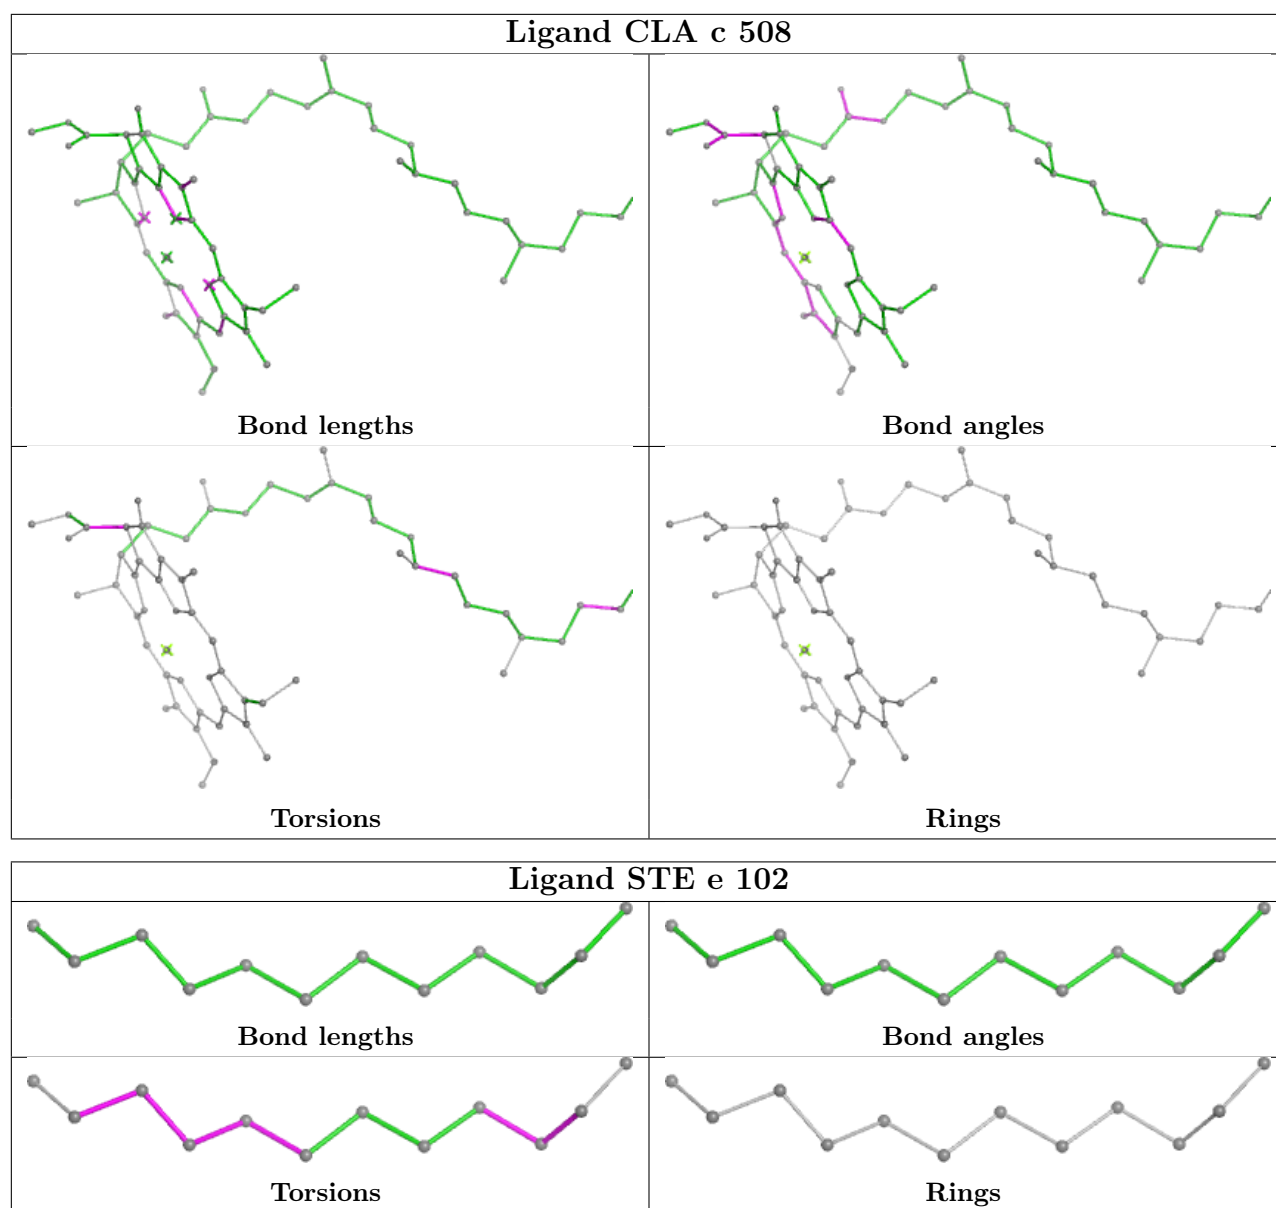 Ligand CLA c 508
Bond lengths
Bond angles
Torsions
Rings
Ligand STE e 102
Bond lengths
Bond angles
Torsions
Rings